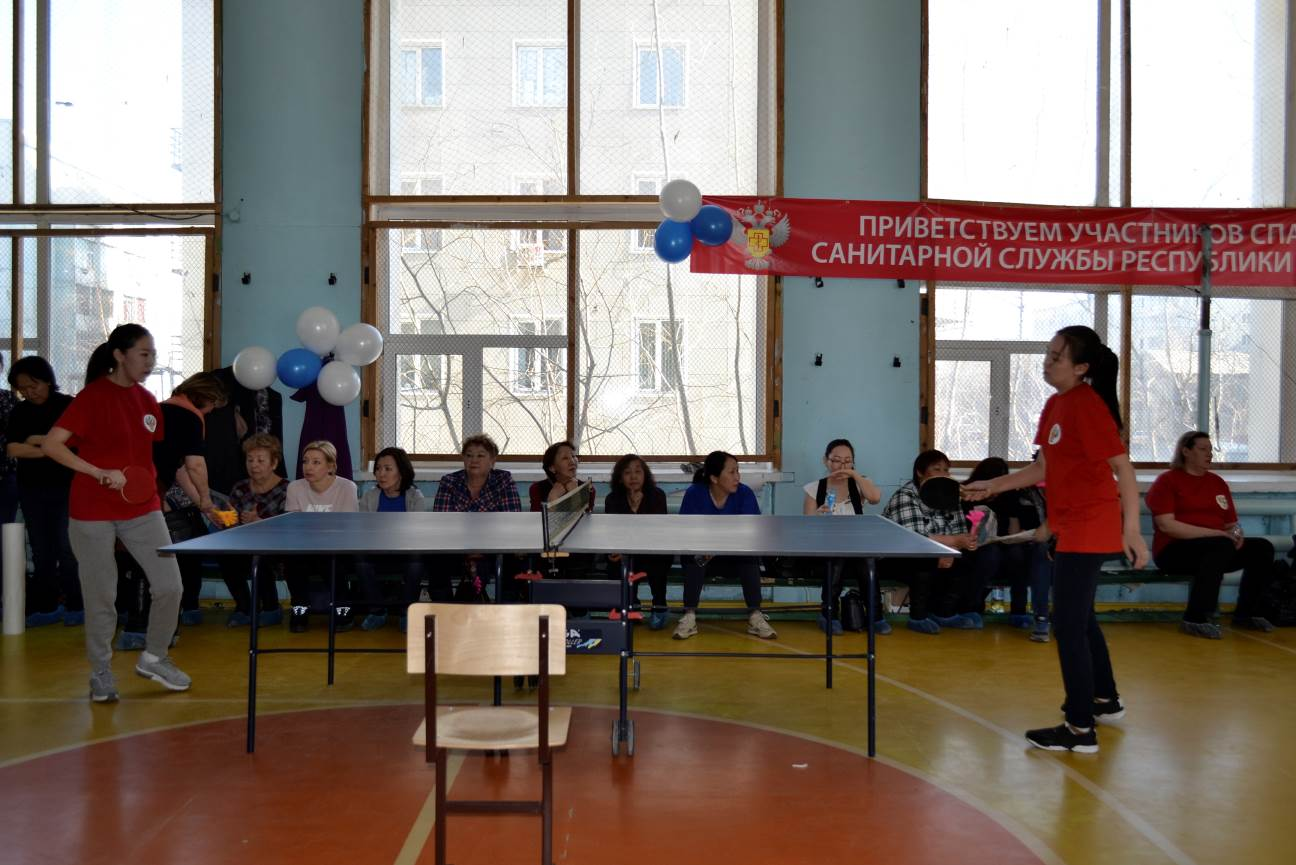 ПРИВЕТСТВУЕМ УЧАСТНИКОВ СПА
САНИТАРНОЙ СЛУЖБЫ РЕСПУБЛИКИ